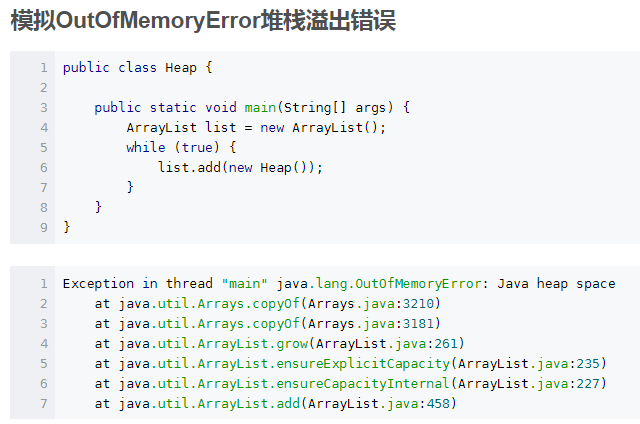 模拟OutOfMemoryError堆栈溢出错误
1 public class Heap {
2
3     public static void main(String[] args) {
4         ArrayList list = new ArrayList();
5         while (true) {
6             list.add(new Heap());
7         }
8     }
9 }
1 Exception in thread "main" java.lang.OutOfMemoryError: Java heap space
2     at java.util.Arrays.copyOf(Arrays.java:3210)
3     at java.util.Arrays.copyOf(Arrays.java:3181)
4     at java.util.ArrayList.grow(ArrayList.java:261)
5     at java.util.ArrayList.ensureExplicitCapacity(ArrayList.java:235)
6     at java.util.ArrayList.ensureCapacityInternal(ArrayList.java:227)
7     at java.util.ArrayList.add(ArrayList.java:458)